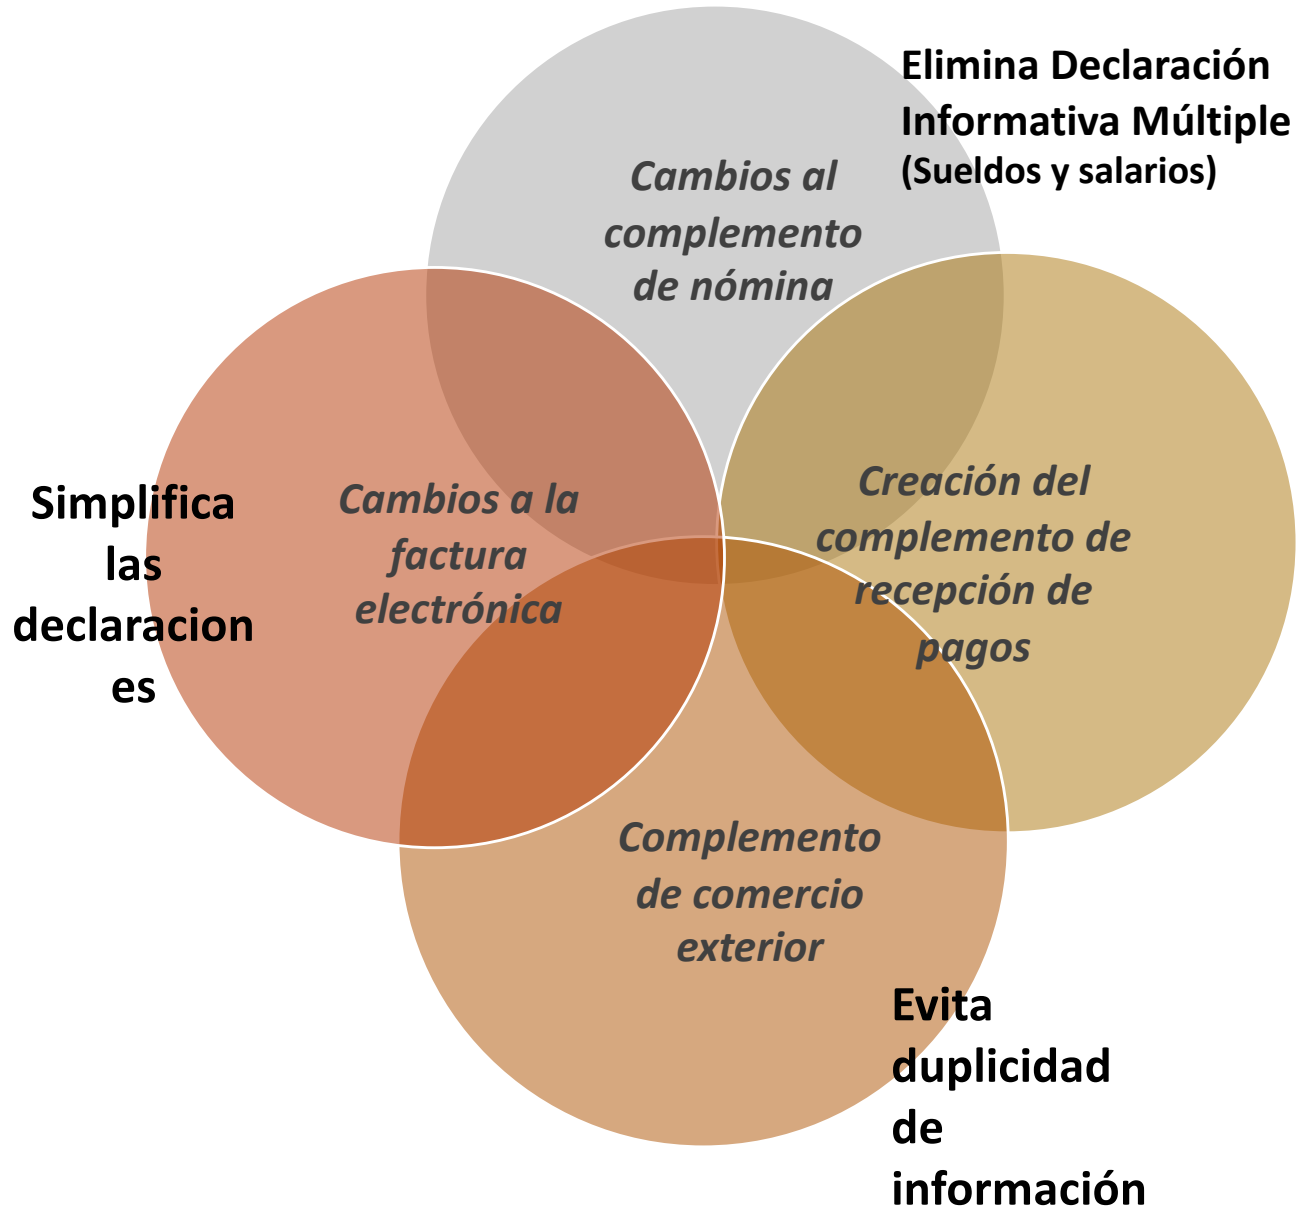 Elimina Declaración
Informativa Múltiple
(Sueldos y salarios)
Cambios al
complemento
de nómina
Simplifica
las
declaracion
es
Cambios a la
factura
electrónica
Creación del
complemento de
recepción de
pagos
Complemento
de comercio
exterior
Evita
duplicidad
de
información